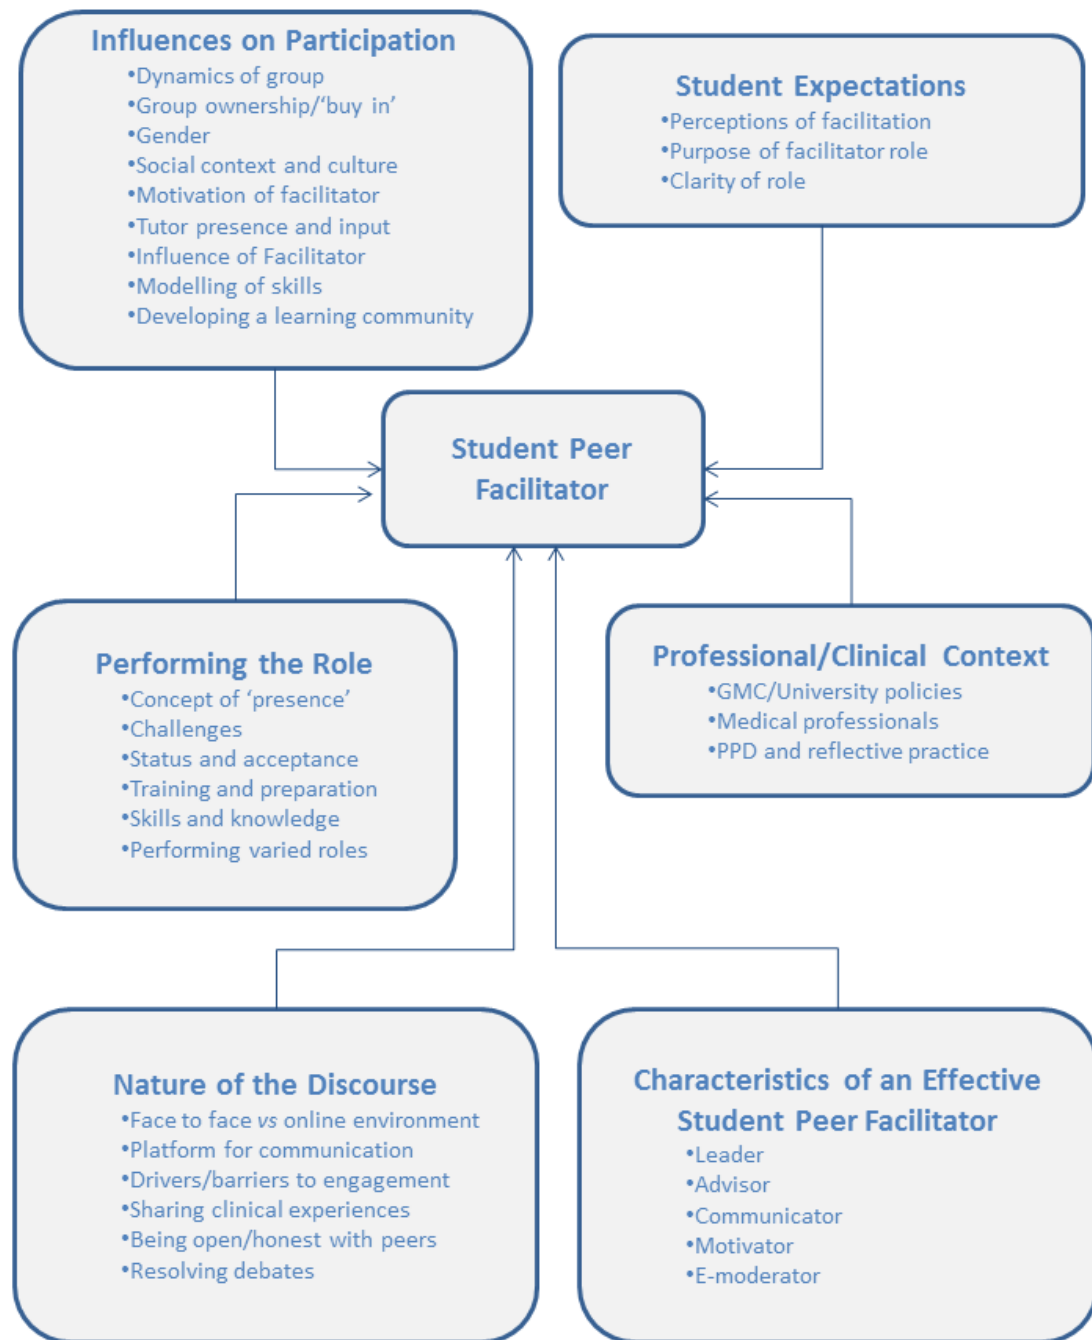 Influences on Participation
•Dynamics of group
•Group ownership/‘buy in’
•Gender
•Social context and culture
•Motivation of facilitator
•Tutor presence and input
•Influence of Facilitator
•Modelling of skills
•Developing a learning community
Student Expectations
•Perceptions of facilitation
•Purpose of facilitator role
•Clarity of role
Student Peer
Facilitator
Performing the Role
•Concept of ‘presence’
•Challenges
•Status and acceptance
•Training and preparation
•Skills and knowledge
•Performing varied roles
Professional/Clinical Context
•GMC/University policies
•Medical professionals
•PPD and reflective practice
Nature of the Discourse
•Face to face vs online environment
•Platform for communication
•Drivers/barriers to engagement
•Sharing clinical experiences
•Being open/honest with peers
•Resolving debates
Characteristics of an Effective
Student Peer Facilitator
•Leader
•Advisor
•Communicator
•Motivator
•E-moderator